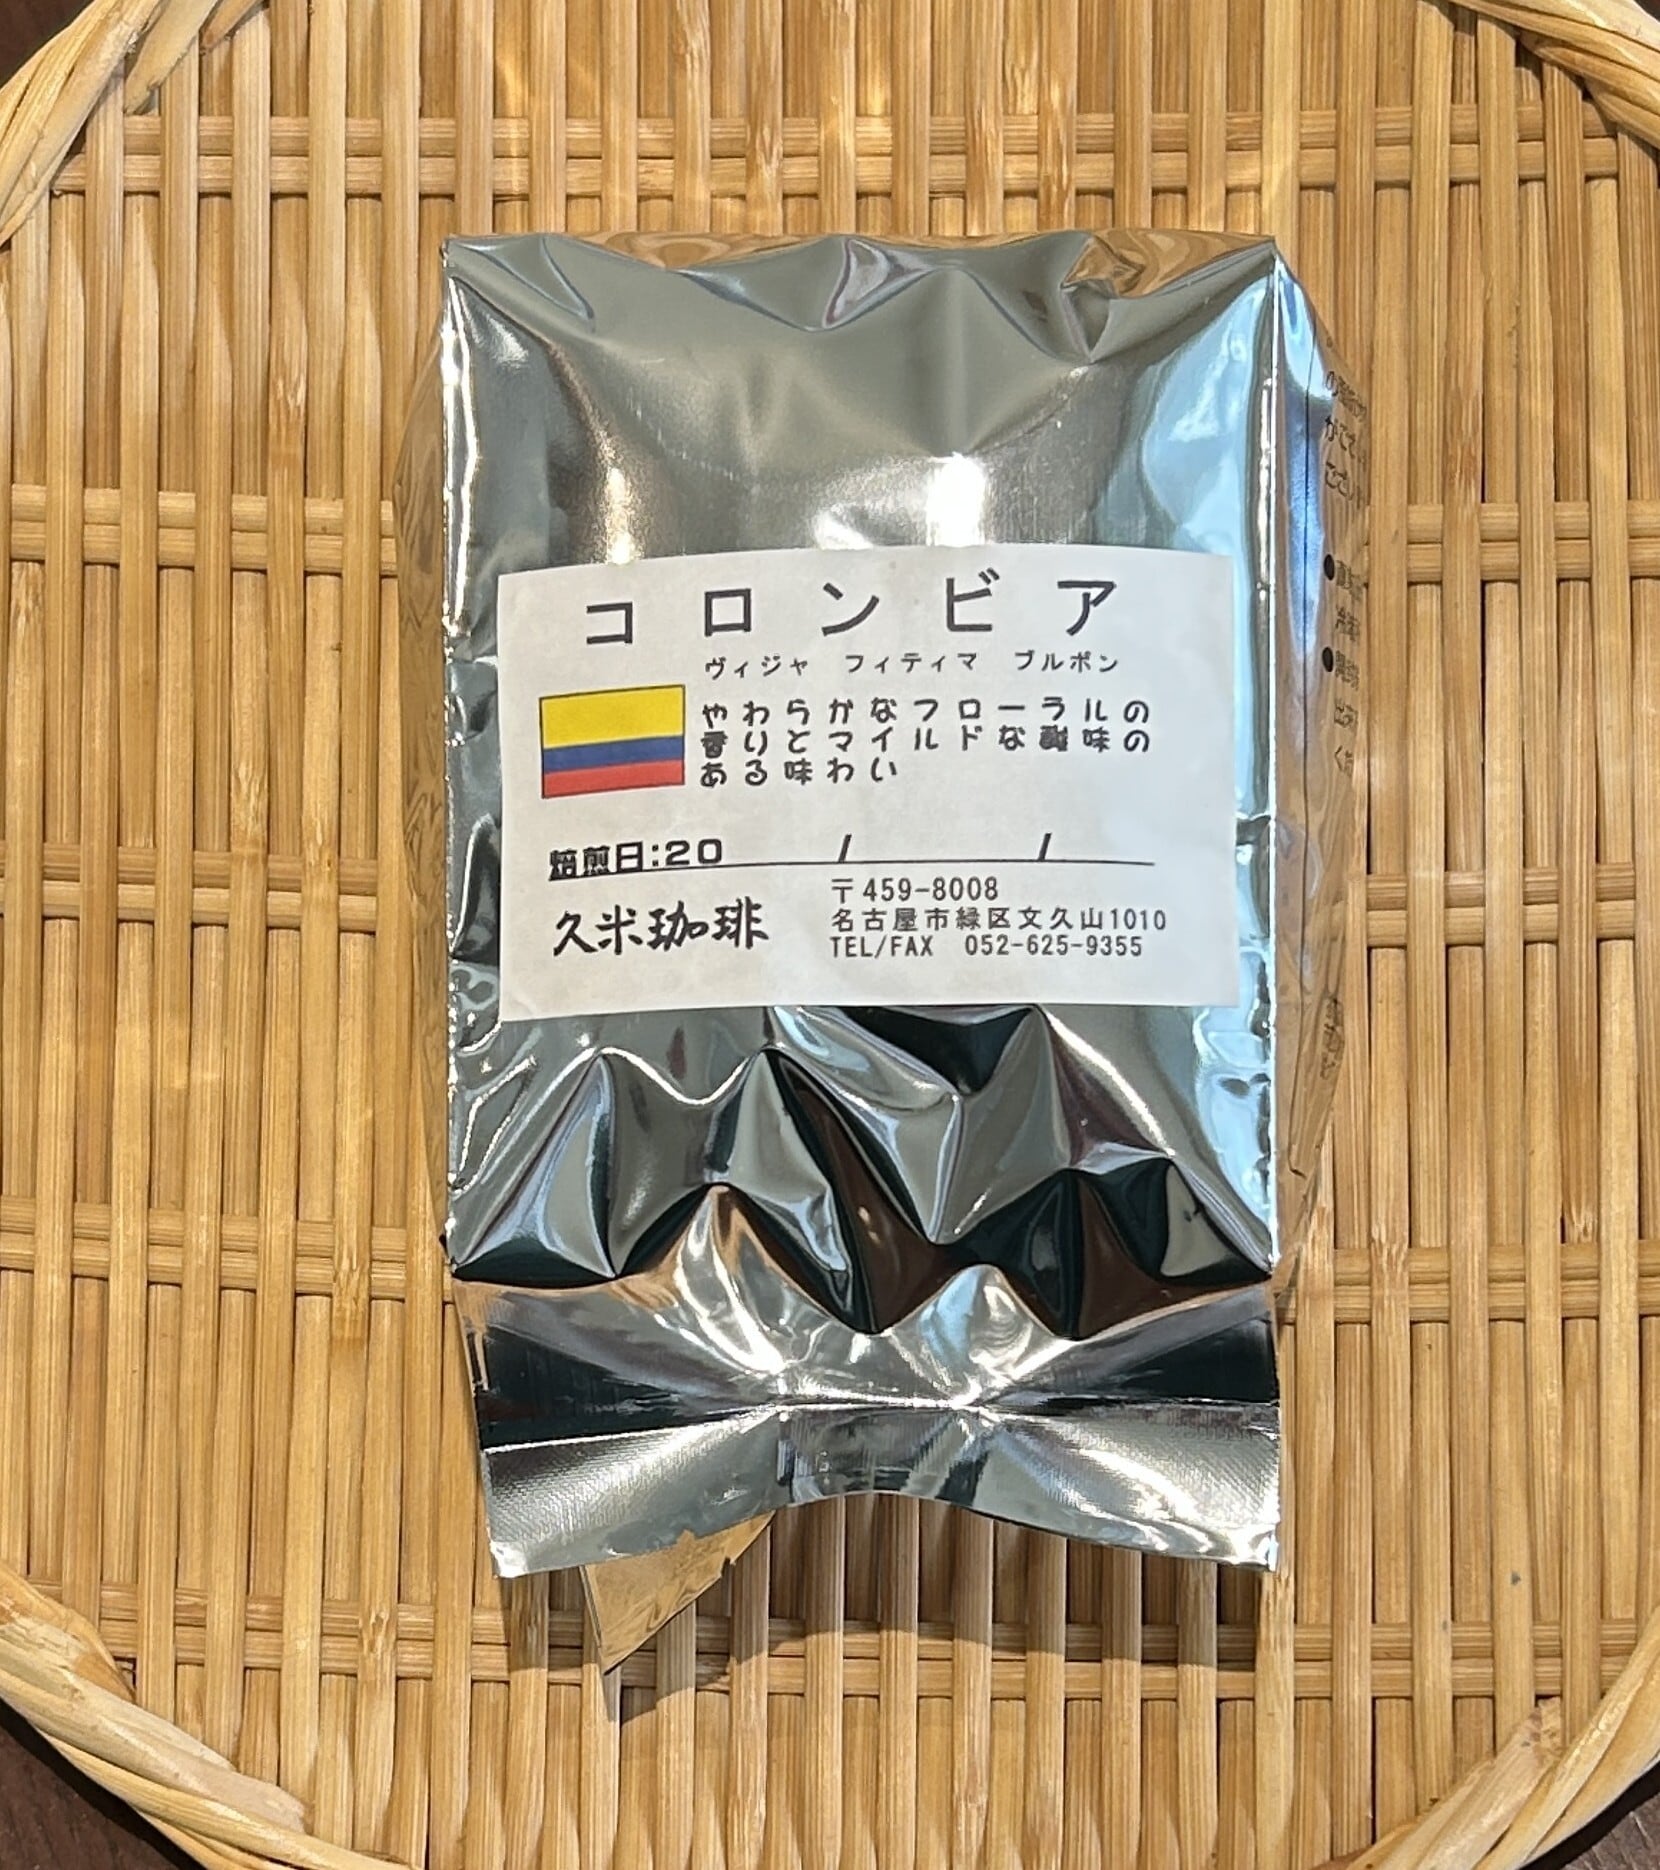 コロンビア
ヴィジャ フィティマ ブルボン
やわらかなフローラルの
香りとマイルドな酸味の
ある味わい
焙煎日:20 / /
久米珈琲
〒459-8008
名古屋市緑区文久山1010
TEL/FAX 052-625-9355